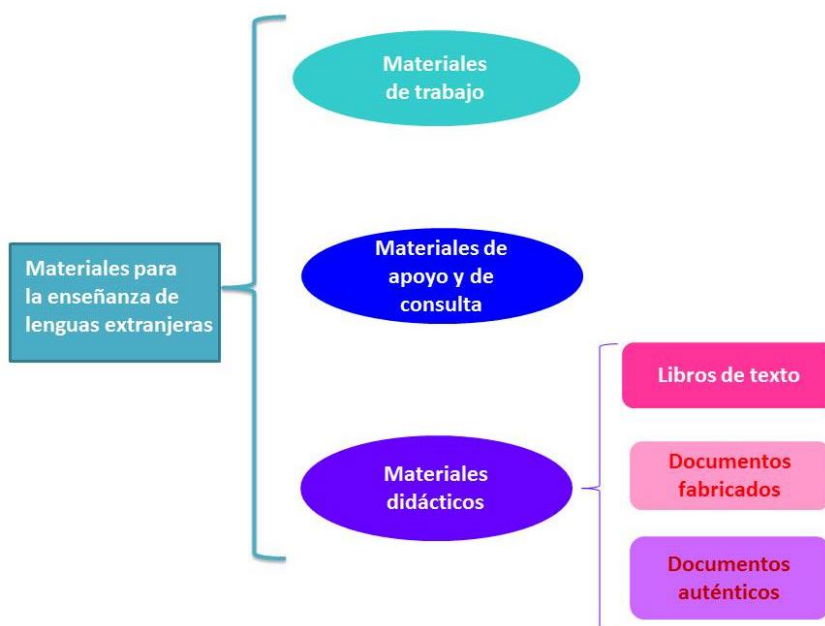 Materiales
de trabajo
Materiales para
la enseñanza de
lenguas extranjeras
Materiales de
apoyo y de
consulta
Materiales
didácticos
Libros de texto
Documentos
fabricados
Documentos
auténticos